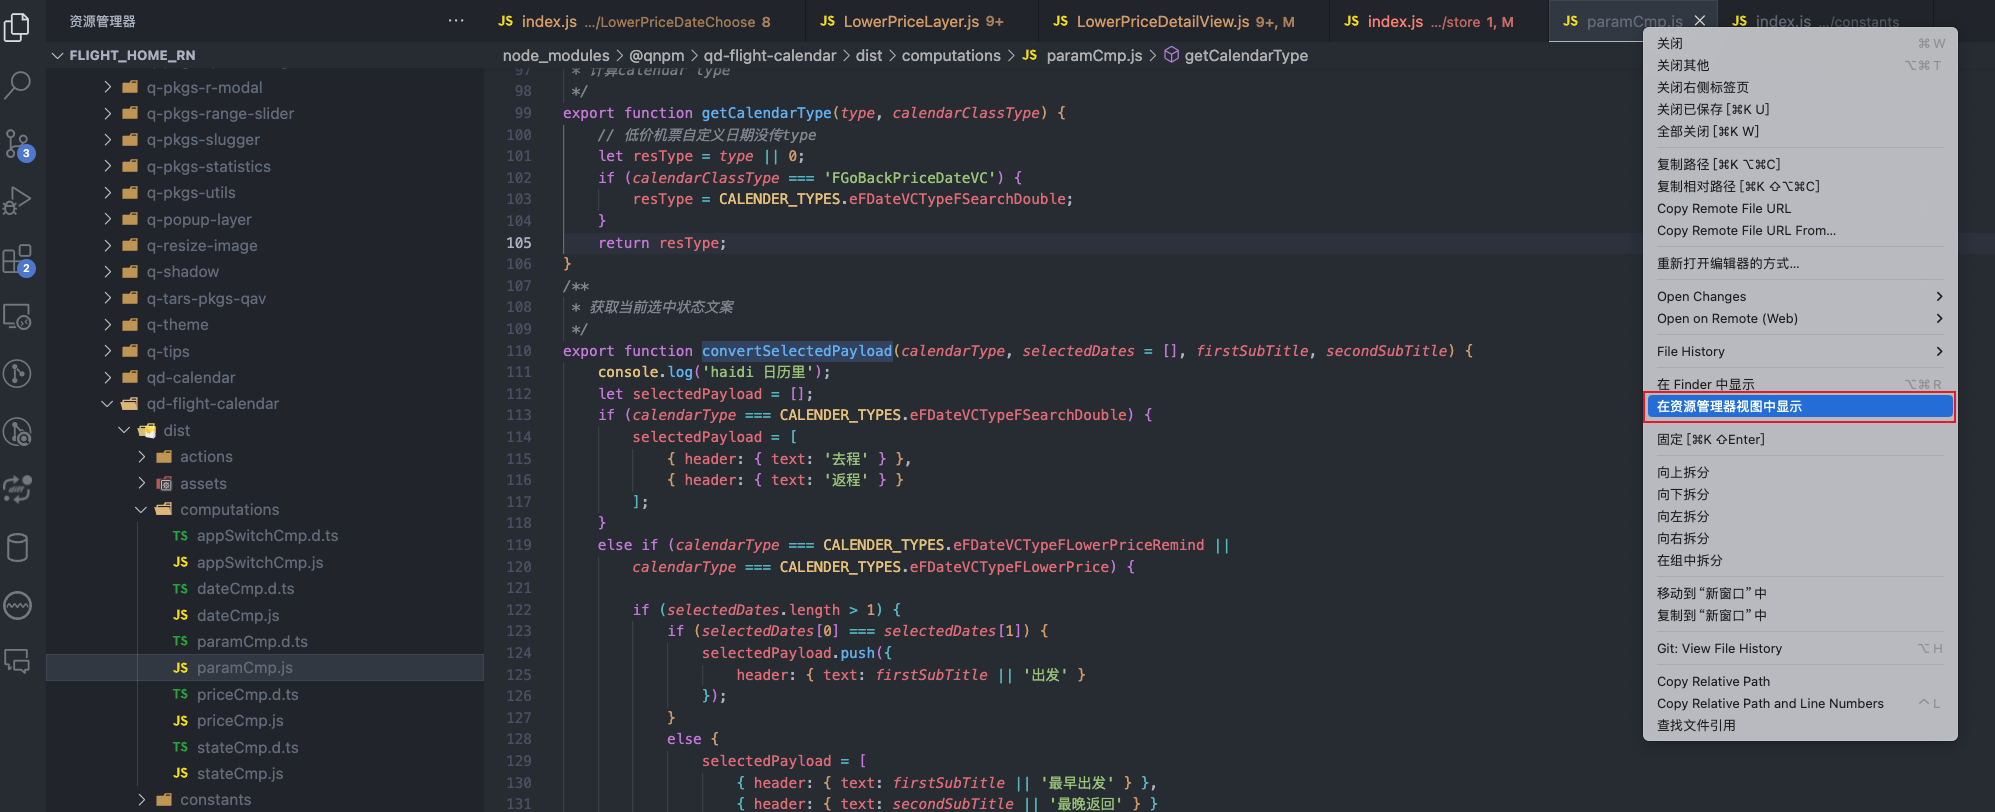 资源管理器
···
JS index.js .../LowerPriceDateChoose 8
JS LowerPriceLayer.js 9+
JS LowerPriceDetailView.js 9+, M
JS index.js .../store 1, M
JS paramCmp.js
JS index.js .../constants
FLIGHT_HOME_RN
node_modules > @qnpm > qd-flight-calendar > dist > computations > JS paramCmp.js > getCalendarType
q-pkgs-r-modal
q-pkgs-range-slider
q-pkgs-slugger
q-pkgs-statistics
q-pkgs-utils
q-popup-layer
q-resize-image
q-shadow
q-tars-pkgs-qav
q-theme
q-tips
qd-calendar
qd-flight-calendar
dist
actions
assets
computations
TS appSwitchCmp.d.ts
JS appSwitchCmp.js
TS dateCmp.d.ts
JS dateCmp.js
TS paramCmp.d.ts
JS paramCmp.js
TS priceCmp.d.ts
JS priceCmp.js
TS stateCmp.d.ts
JS stateCmp.js
constants
3
2
97 * 计算calendar type
98 */
99 export function getCalendarType(type, calendarClassType) {
100 // 低价机票自定义日期没传type
101 let resType = type || 0;
102 if (calendarClassType === 'FGoBackPriceDateVC') {
103 resType = CALENDER_TYPES.eFDateVCTypeFSearchDouble;
104 }
105 return resType;
106 }
107 /**
108 * 获取当前选中状态文案
109 */
110 export function convertSelectedPayload(calendarType, selectedDates = [], firstSubTitle, secondSubTitle) {
111 console.log('haidi 日历里');
112 let selectedPayload = [];
113 if (calendarType === CALENDER_TYPES.eFDateVCTypeFSearchDouble) {
114 selectedPayload = [
115 { header: { text: '去程' } },
116 { header: { text: '返程' } }
117 ];
118 }
119 else if (calendarType === CALENDER_TYPES.eFDateVCTypeFLowerPriceRemind ||
120 calendarType === CALENDER_TYPES.eFDateVCTypeFLowerPrice) {
121
122 if (selectedDates.length > 1) {
123 if (selectedDates[0] === selectedDates[1]) {
124 selectedPayload.push({
125 header: { text: firstSubTitle || '出发' }
126 });
127 }
128 else {
129 selectedPayload = [
130 { header: { text: firstSubTitle || '最早出发' } },
131 { header: { text: secondSubTitle || '最晚返回' } }
关闭 ⌘ W
关闭其他 ⌥⌘ T
关闭右侧标签页
关闭已保存 [⌘K U]
全部关闭 [⌘K W]
复制路径 [⌘K ⌥⌘C]
复制相对路径 [⌘K ⇧⌥⌘C]
Copy Remote File URL
Copy Remote File URL From...
重新打开编辑器的方式...
Open Changes
Open on Remote (Web)
File History
在 Finder 中显示 ⌥⌘ R
在资源管理器视图中显示
固定 [⌘K ⇧Enter]
向上拆分
向下拆分
向左拆分
向右拆分
在组中拆分
移动到 “新窗口” 中
复制到 “新窗口” 中
Git: View File History ⌥ H
Copy Relative Path
Copy Relative Path and Line Numbers ^ L
查找文件引用